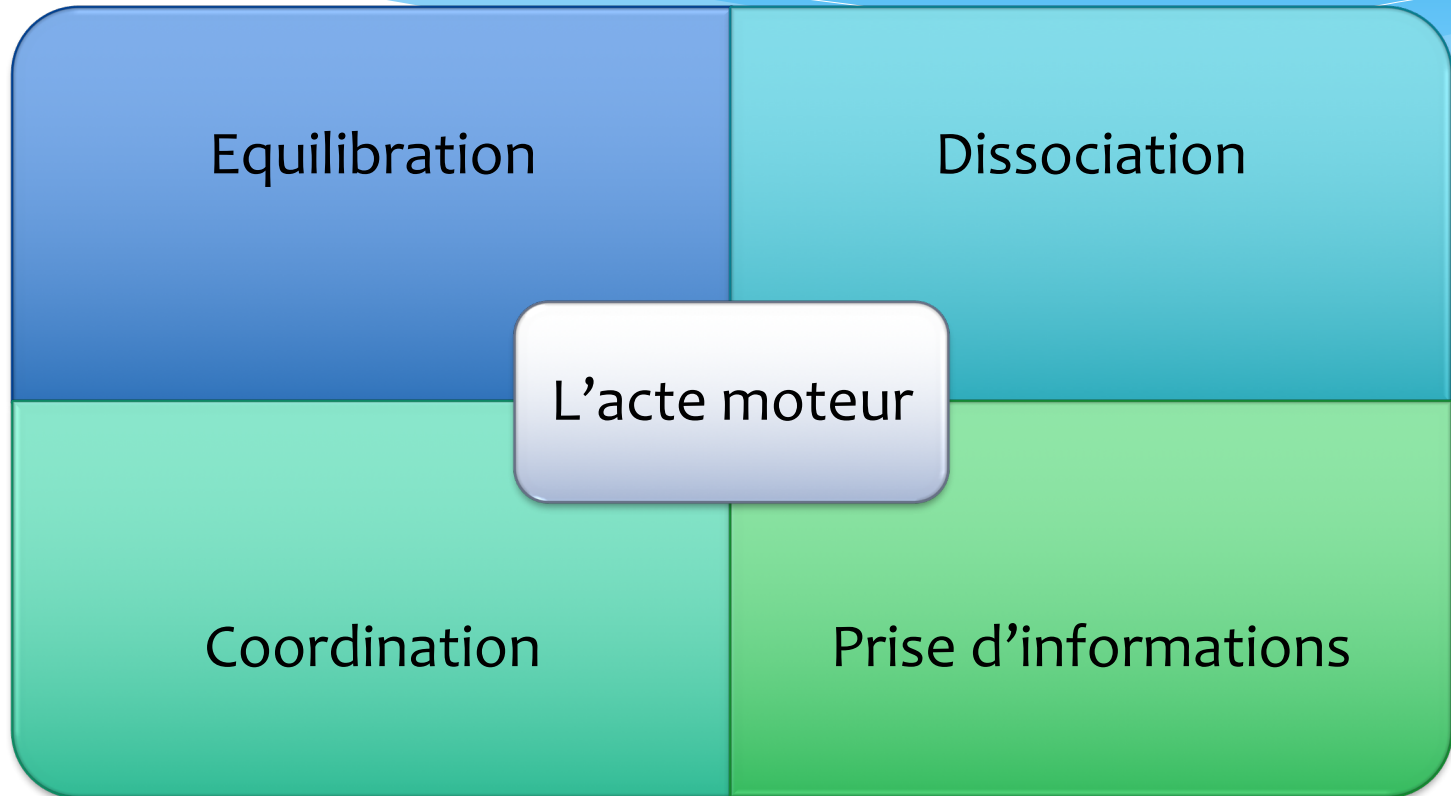 Equilibration
Dissociation
L’acte moteur
Coordination
Prise d’informations